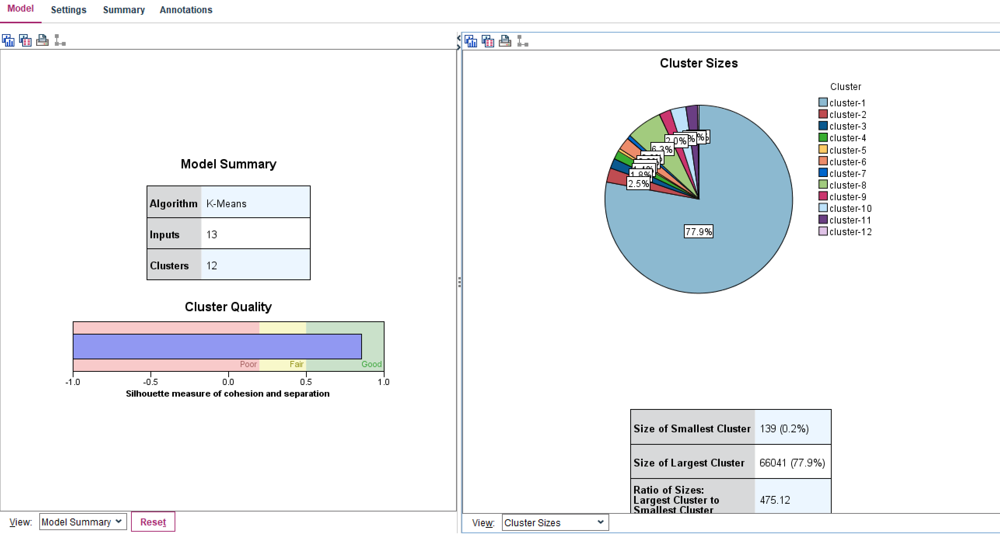 Model Settings Summary Annotations
Model Summary
Algorithm K-Means
Inputs 13
Clusters 12
Cluster Quality
Poor Fair Good
-1.0 -0.5 0.0 0.5 1.0
Silhouette measure of cohesion and separation
View: Model Summary Reset
Cluster Sizes
Cluster
cluster-1
cluster-2
cluster-3
cluster-4
cluster-5
cluster-6
cluster-7
cluster-8
cluster-9
cluster-10
cluster-11
cluster-12
2.0%
6.3%
1.8%
2.5%
77.9%
Size of Smallest Cluster 139 (0.2%)
Size of Largest Cluster 66041 (77.9%)
Ratio of Sizes:
Largest Cluster to
Smallest Cluster
475.12
View: Cluster Sizes